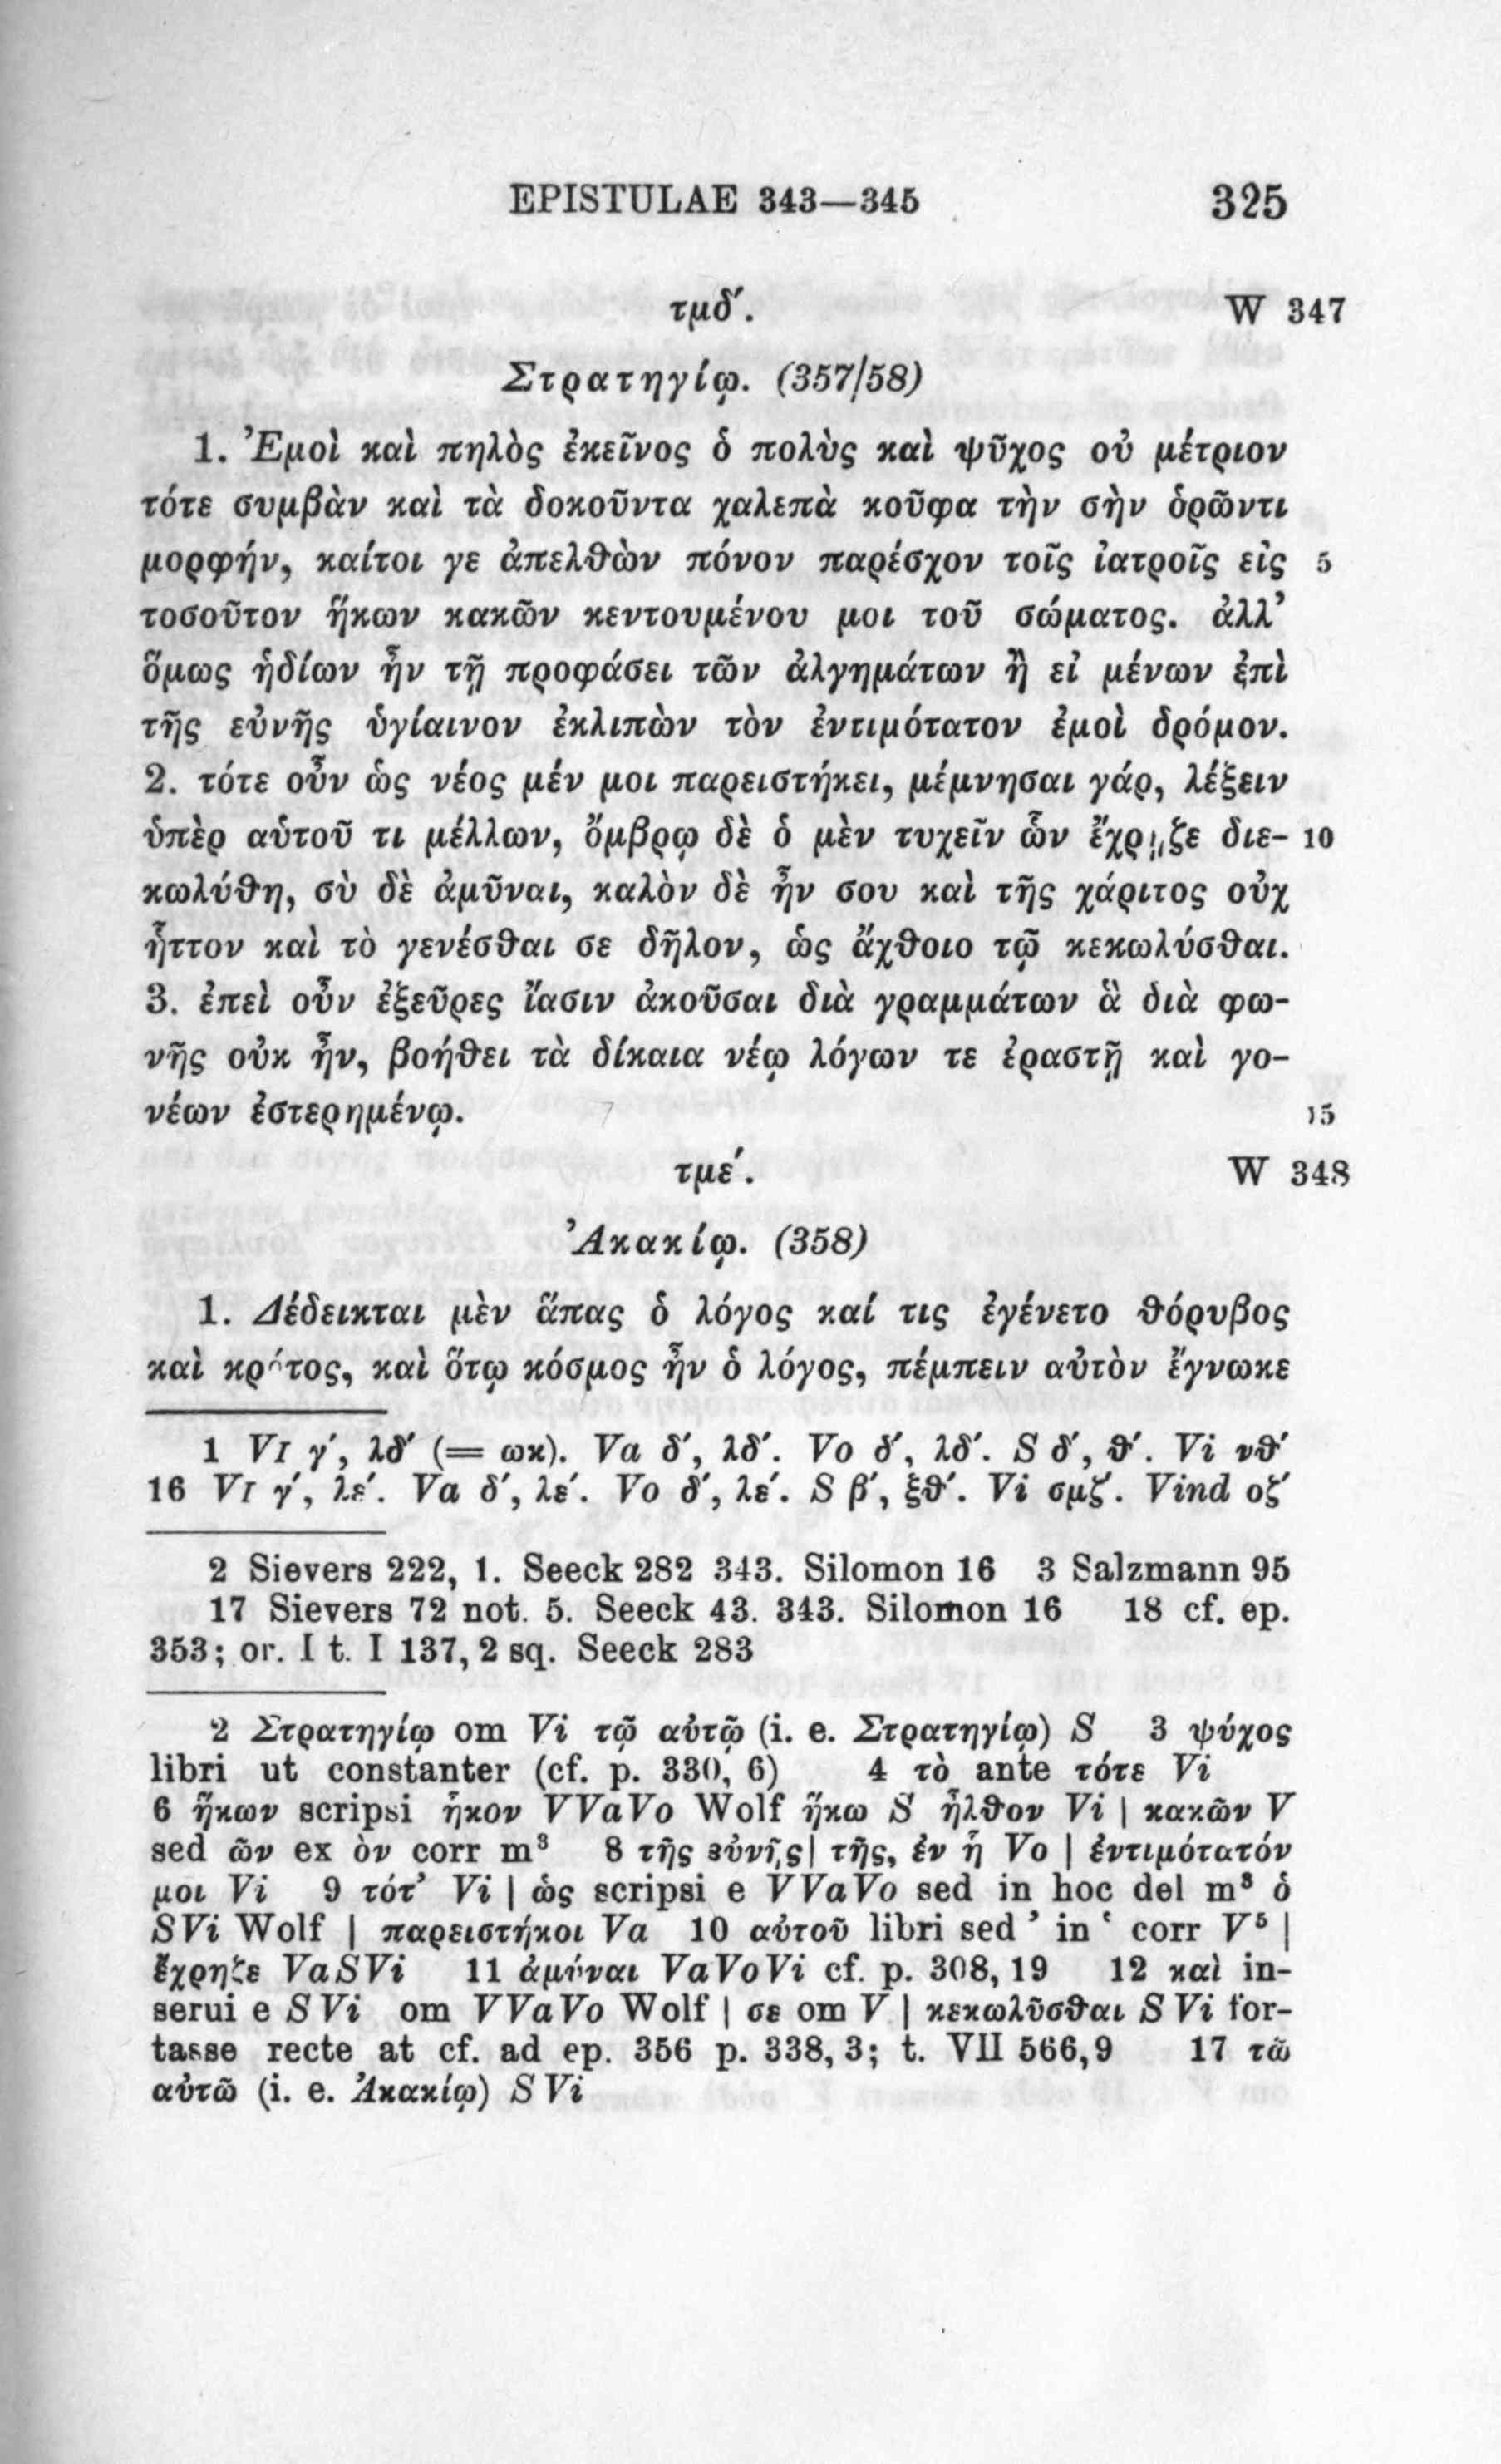 EPISTULAE 343—345 325
τμδ′. W 347
Στρατηγίῳ. (357/58)
1. Ἐμοὶ καὶ πηλὸς ἐκεῖνος ὁ πολὺς καὶ ψῦχος οὐ μέτριον
τότε συμβὰν καὶ τὰ δοκοῦντα χαλεπὰ κοῦφα τὴν σὴν ὁρῶντι
μορφήν, καίτοι γε ἀπελθὼν πόνον παρέσχον τοῖς ἰατροῖς εἰς 5
τοσοῦτον ἥκων κακῶν κεντουμένου μοι τοῦ σώματος. ἀλλ’
ὅμως ἡδίων ἦν τῇ προφάσει τῶν ἀλγημάτων ἢ εἰ μένων ἐπὶ
τῆς εὐνῆς ὑγίαινον ἐκλιπὼν τὸν ἐντιμότατον ἐμοὶ δρόμον.
2. τότε οὖν ὡς νέος μέν μοι παρειστήκει, μέμνησαι γάρ, λέξειν
ὑπὲρ αὑτοῦ τι μέλλων, ὄμβρῳ δὲ ὁ μὲν τυχεῖν ὧν ἔχρῃζε διε- 10
κωλύθη, σὺ δὲ ἀμῦναι, καλὸν δὲ ἦν σου καὶ τῆς χάριτος οὐχ
ἧττον καὶ τὸ γενέσθαι σε δῆλον, ὡς ἄχθοιο τῷ κεκωλύσθαι.
3. ἐπεὶ οὖν ἐξεῦρες ἴασιν ἀκοῦσαι διὰ γραμμάτων ἃ διὰ φω-
νῆς οὐκ ἦν, βοήθει τὰ δίκαια νέῳ λόγων τε ἐραστῇ καὶ γο-
νέων ἐστερημένῳ. 15
τμε′. W 348
Ἀκακίῳ. (358)
1. Δέδεικται μὲν ἅπας ὁ λόγος καί τις ἐγένετο θόρυβος
καὶ κρότος, καὶ ὅτῳ κόσμος ἦν ὁ λόγος, πέμπειν αὐτὸν ἔγνωκε
1 VI γ′, λδ′ (= ωκ). Va δ′, λδ′. Vo δ′, λδ′. S δ′, θ′. Vi νθ′
16 VI γ′, λε′. Va δ′, λε′. Vo δ′, λε′. S β′, ξθ′. Vi σμζ′. Vind οζ′
2 Sievers 222, 1. Seeck 282 343. Silomon 16 3 Salzmann 95
17 Sievers 72 not. 5. Seeck 43. 343. Silomon 16 18 cf. ep.
353; or. I t. I 137, 2 sq. Seeck 283
2 Στρατηγίῳ om Vi τῷ αὐτῷ (i. e. Στρατηγίῳ) S 3 ψύχος
libri ut constanter (cf. p. 330, 6) 4 τὸ ante τότε Vi
6 ἥκων scripsi ἧκον VVaVo Wolf ἥκω S ἦλθον Vi | κακῶν V
sed ῶν ex ὸν corr m³ 8 τῆς εὐνῆς] τῆς, ἐν ᾗ Vo | ἐντιμότατόν
μοι Vi 9 τότ’ Vi | ὡς scripsi e VVaVo sed in hoc del m³ ὁ
SVi Wolf | παρειστήκοι Va 10 αὐτοῦ libri sed ’ in ‘ corr V⁵ |
ἔχρηζε VaSVi 11 ἀμύναι VaVoVi cf. p. 308, 19 12 καὶ in-
serui e SVi om VVaVo Wolf | σε om V | κεκωλῦσθαι S Vi for-
tasse recte at cf. ad ep. 356 p. 338, 3; t. VII 566, 9 17 τῶ
αὐτῶ (i. e. Ἀκακίῳ) S Vi